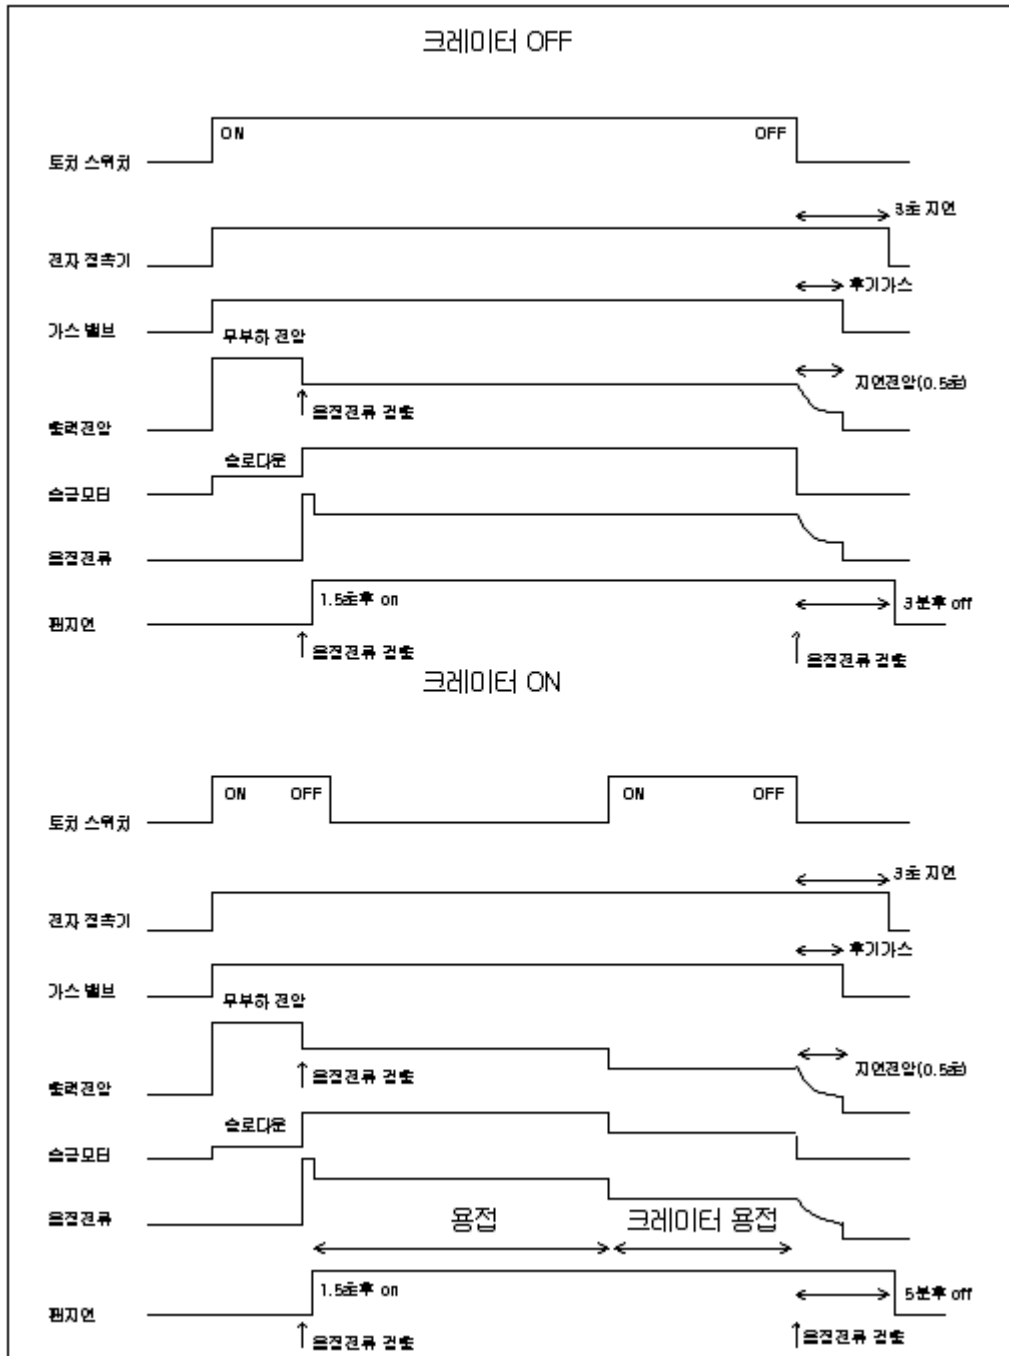 크레이터 OFF
ON OFF
토치 스위치
3초 지연
전자 접촉기
후기가스
가스 밸브
무부하 전압
지연전압(0.5초)
용접전류 검출
출력전압
슬로다운
송급모터
용접전류
1.5초후 on
3분후 off
팬지연
용접전류 검출
용접전류 검출
크레이터 ON
ON OFF ON OFF
토치 스위치
3초 지연
전자 접촉기
후기가스
가스 밸브
무부하 전압
지연전압(0.5초)
용접전류 검출
출력전압
슬로다운
송급모터
용접전류
용접 크레이터 용접
1.5초후 on
5분후 off
팬지연
용접전류 검출
용접전류 검출